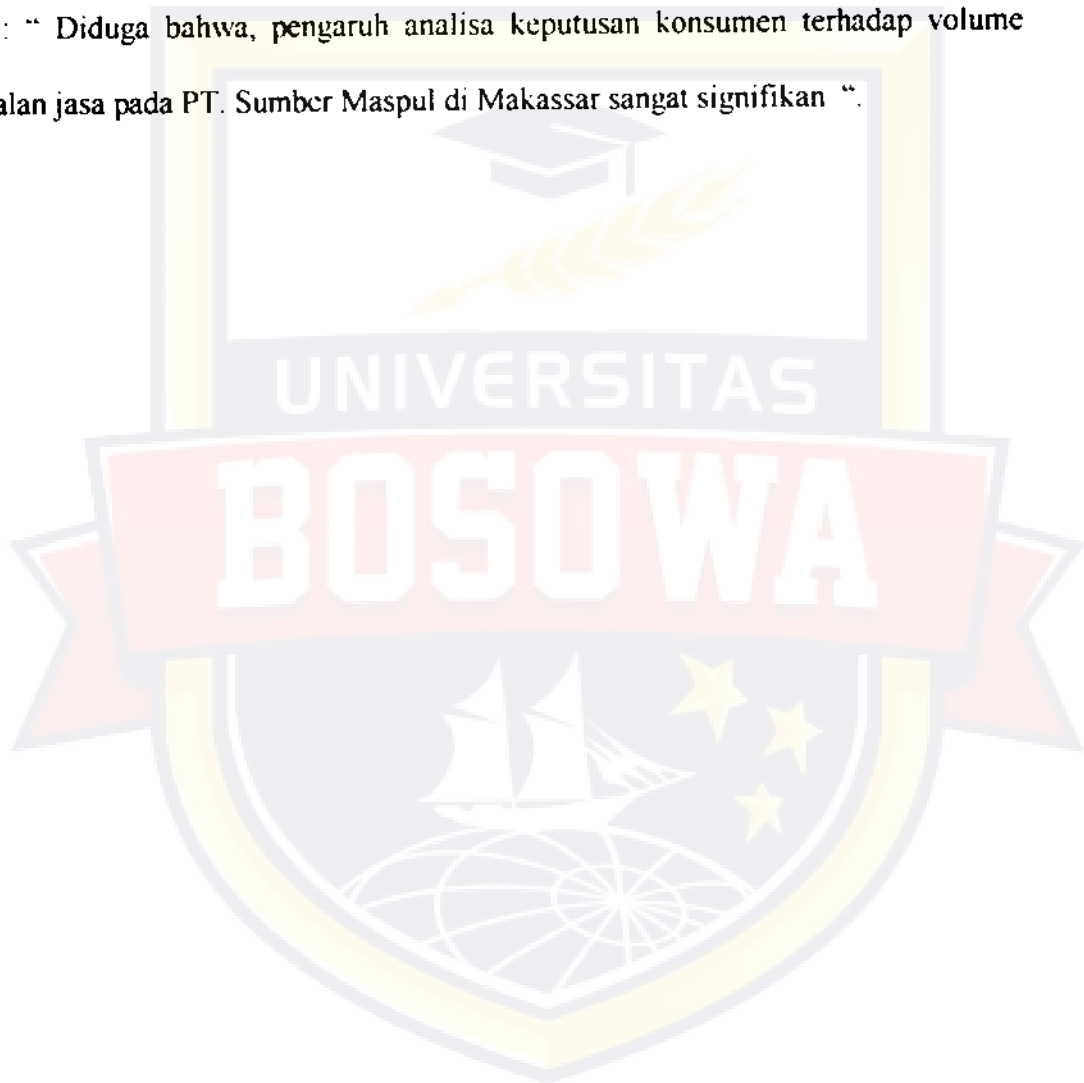 : “ Diduga bahwa, pengaruh analisa keputusan konsumen terhadap volume
alan jasa pada PT. Sumber Maspul di Makassar sangat signifikan “.
UNIVERSITAS
BOSOWA